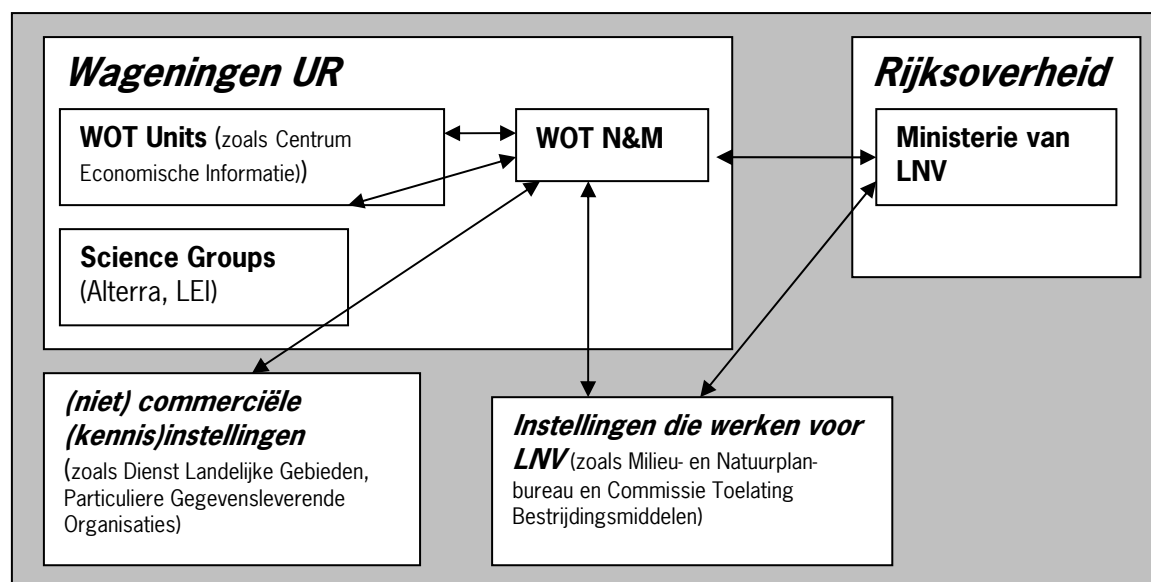 Wageningen UR
WOT Units (zoals Centrum
Economische Informatie))
WOT N&M
Science Groups
(Alterra, LEI)
Rijksoverheid
Ministerie van
LNV
(niet) commerciële
(kennis)instellingen
(zoals Dienst Landelijke Gebieden,
Particuliere Gegevensleverende
Organisaties)
Instellingen die werken voor
LNV (zoals Milieu- en Natuurplan-
bureau en Commissie Toelating
Bestrijdingsmiddelen)